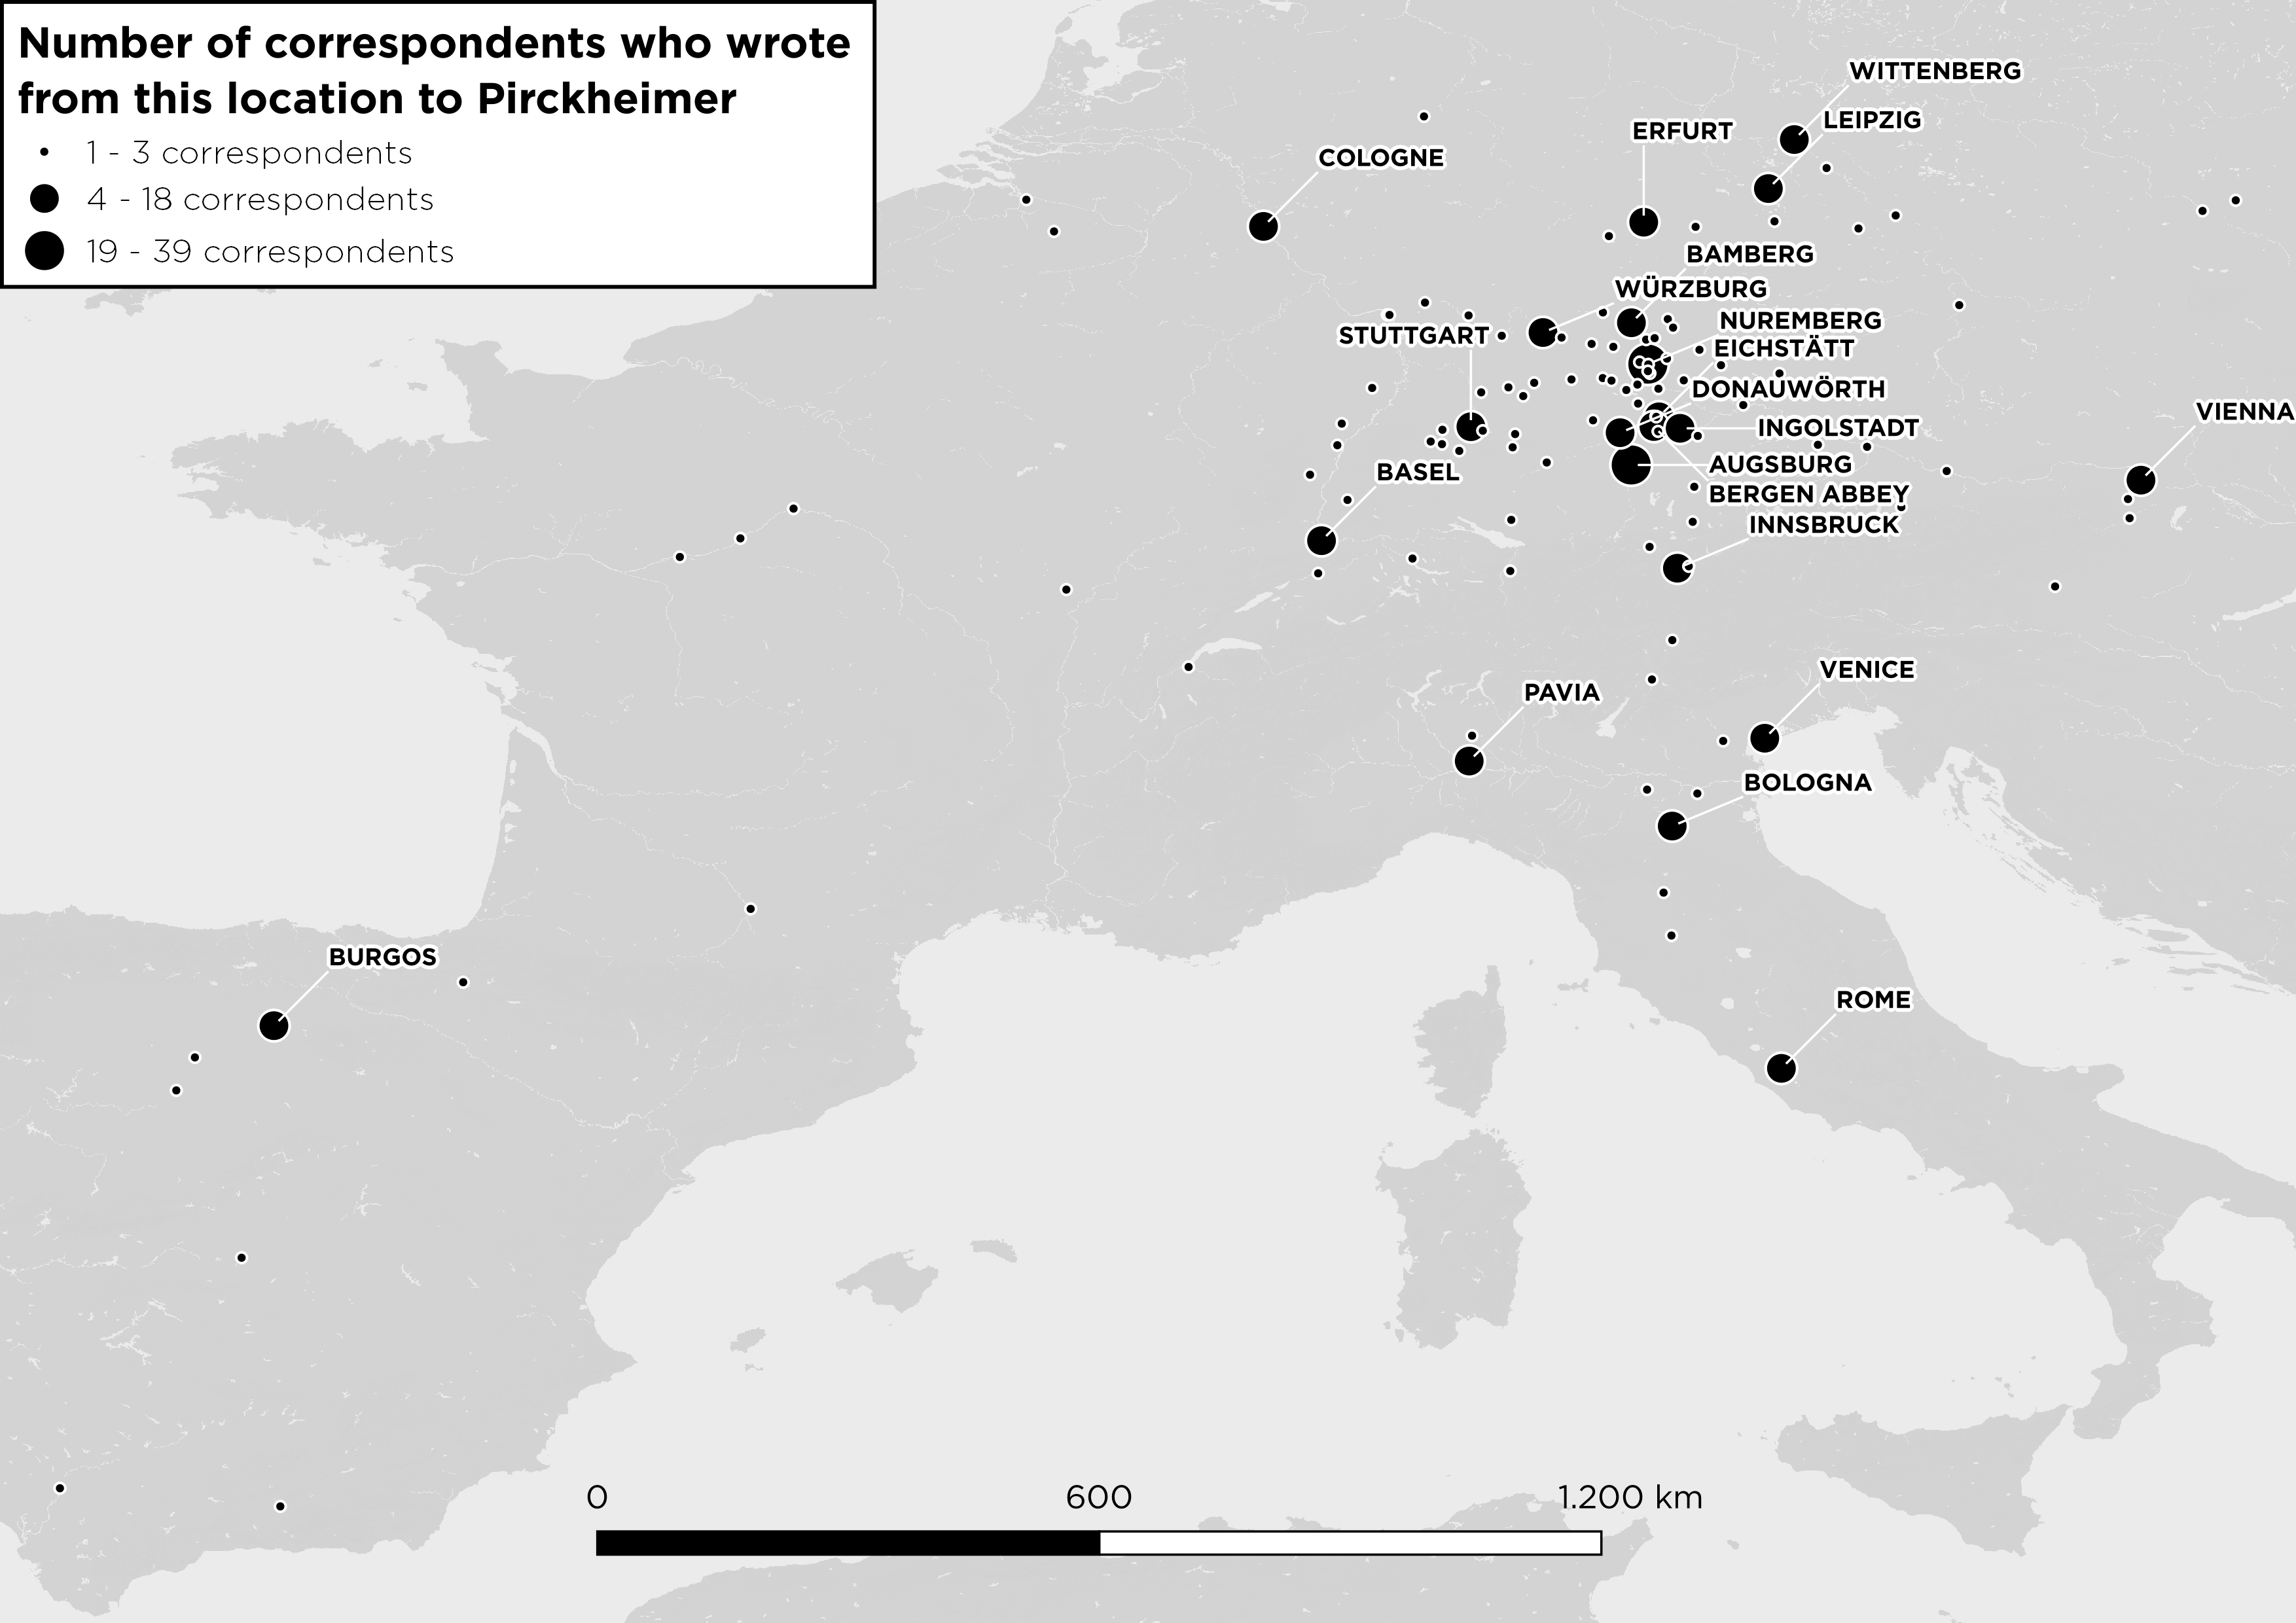 Number of correspondents who wrote
from this location to Pirckheimer
1 - 3 correspondents
4 - 18 correspondents
19 - 39 correspondents
WITTENBERG
LEIPZIG
ERFURT
COLOGNE
BAMBERG
WÜRZBURG
NUREMBERG
STUTTGART
EICHSTÄTT
DONAUWÖRTH
VIENNA
INGOLSTADT
AUGSBURG
BASEL
BERGEN ABBEY
INNSBRUCK
VENICE
PAVIA
BOLOGNA
BURGOS
ROME
0 600 1.200 km